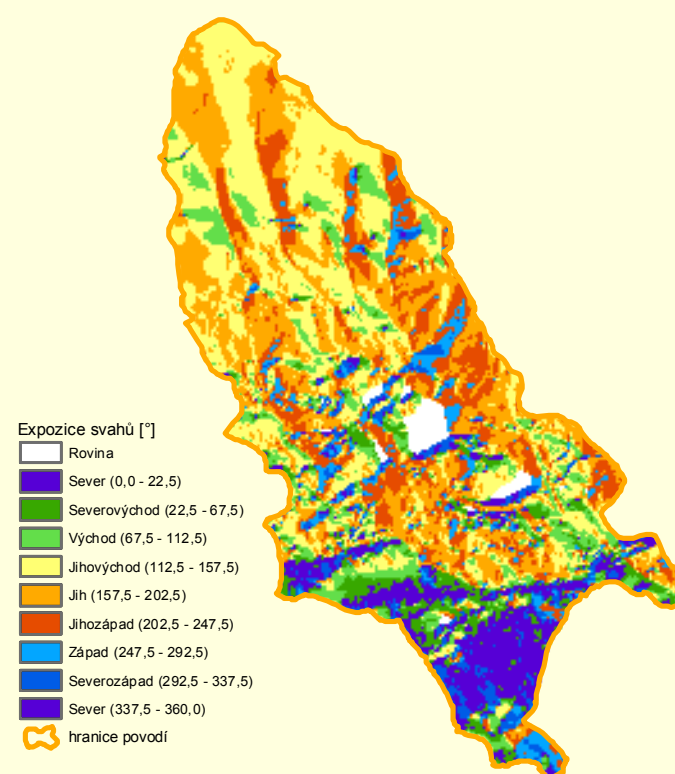 Expozice svahů [°]
Rovina
Sever (0,0 - 22,5)
Severovýchod (22,5 - 67,5)
Východ (67,5 - 112,5)
Jihovýchod (112,5 - 157,5)
Jih (157,5 - 202,5)
Jihozápad (202,5 - 247,5)
Západ (247,5 - 292,5)
Severozápad (292,5 - 337,5)
Sever (337,5 - 360,0)
hranice povodí